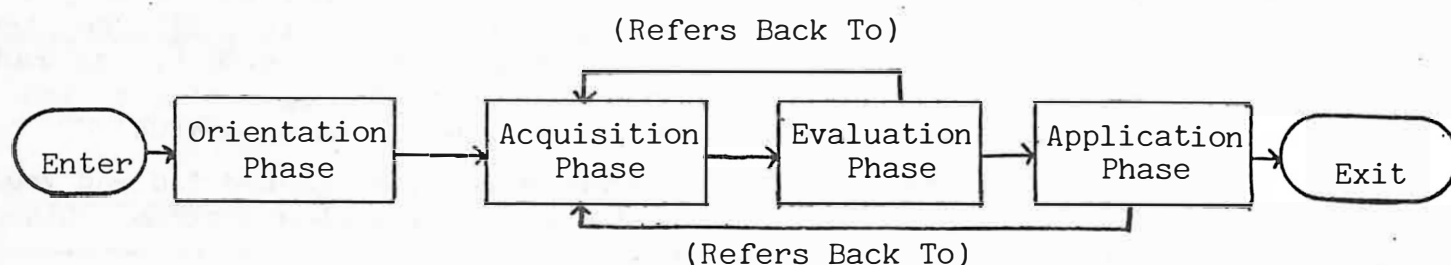 (Refers Back To)
Enter
Orientation
Phase
Acquisition
Phase
Evaluation
Phase
Application
Phase
Exit
(Refers Back To)